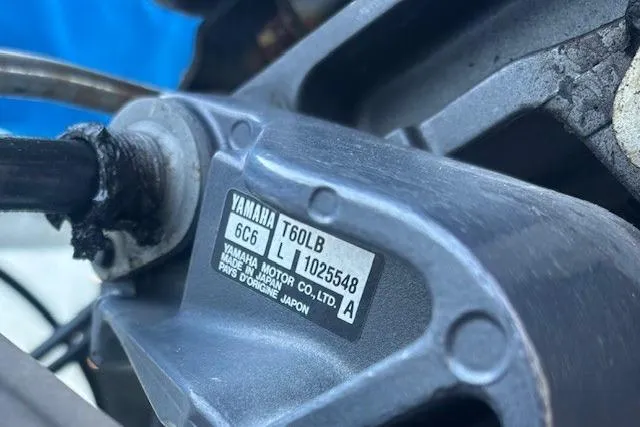 YAMAHA T60LB
6C6 L 1025548
YAMAHA MOTOR CO.,LTD. A
MADE IN JAPAN
PAYS D'ORIGINE JAPON